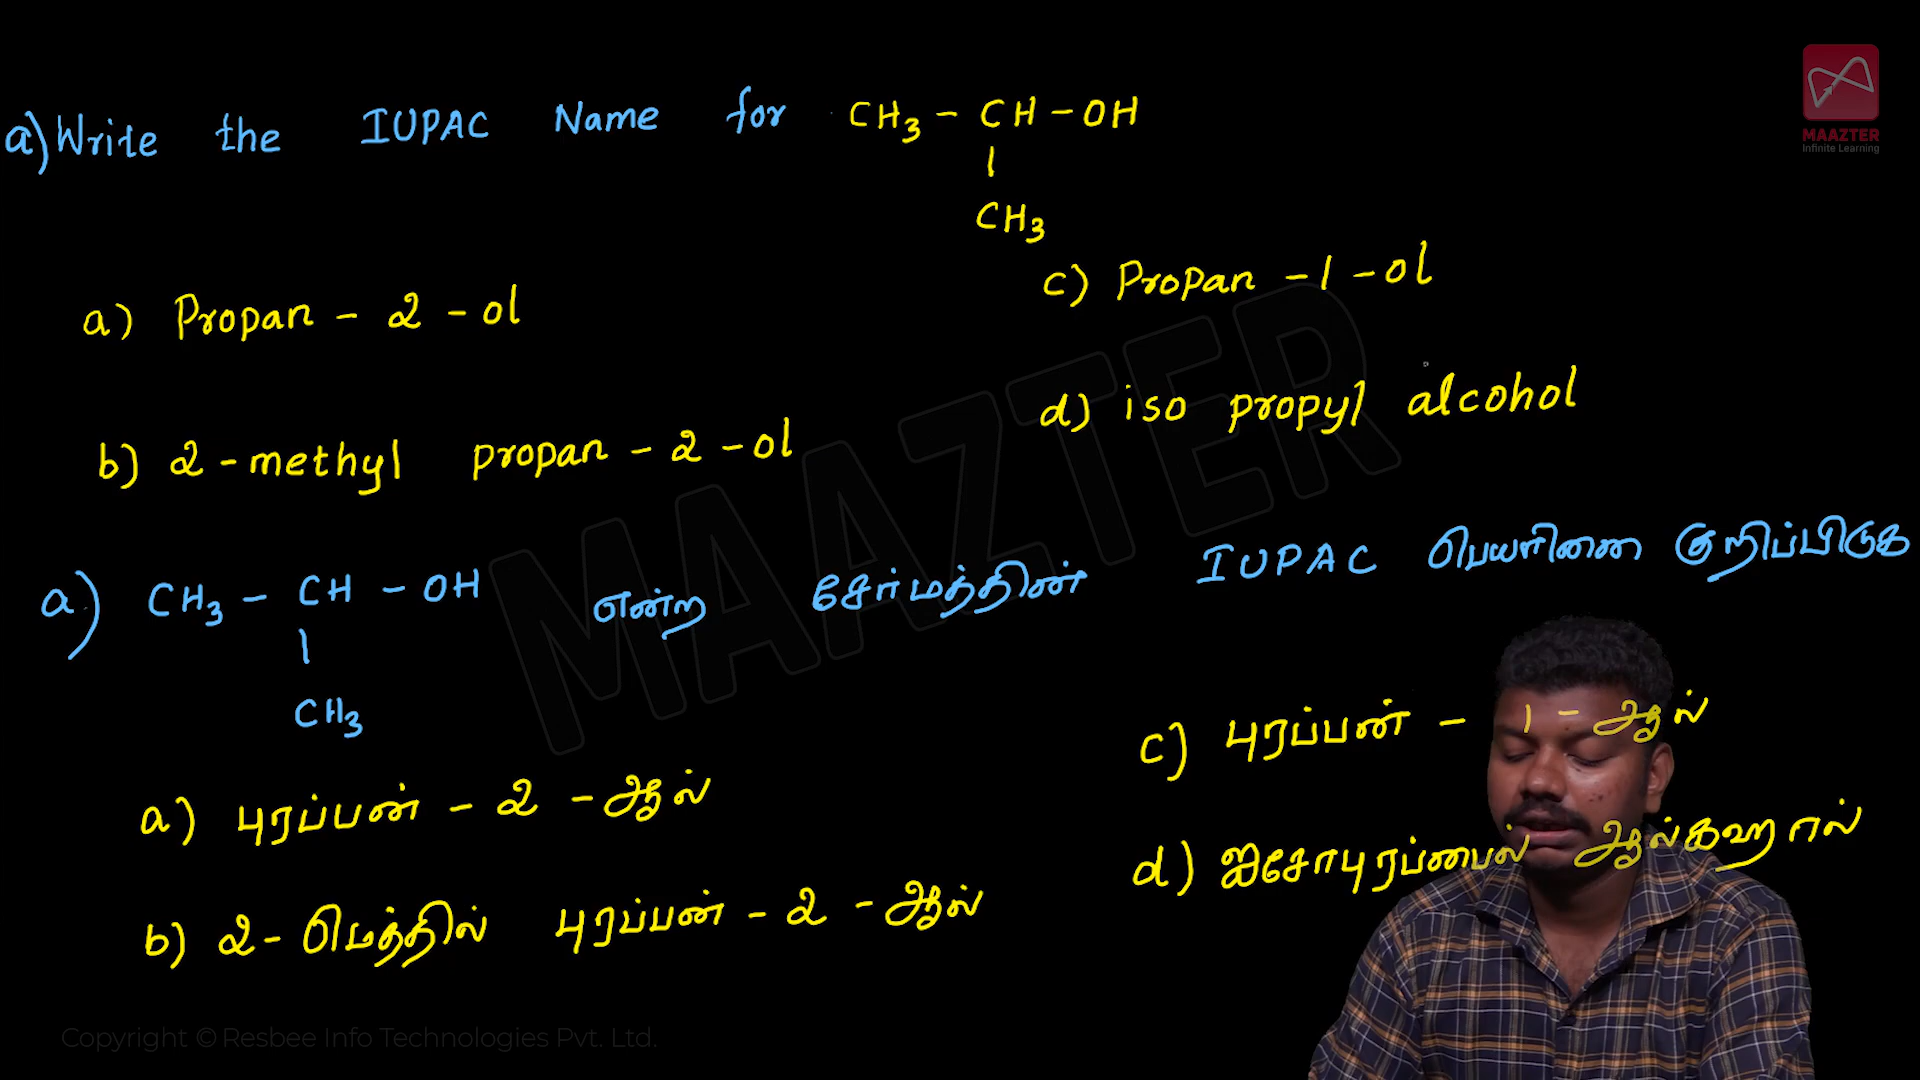 MAAZTER
Infinite Learning
a) Write the IUPAC Name for CH3 - CH - OH
|
CH3
a) Propan - 2 - ol
c) Propan - 1 - ol
b) 2 - methyl propan - 2 - ol
d) iso propyl alcohol
MAAZTER
a) CH3 - CH - OH என்ற சேர்மத்தின் IUPAC பெயரினை குறிப்பிடுக
|
CH3
a) புரப்பன் - 2 - ஆல்
c) புரப்பன் - 1 - ஆல்
b) 2 - மெத்தில் புரப்பன் - 2 - ஆல்
d) ஐசோபுரப்பைல் ஆல்கஹால்
Copyright © Resbee Info Technologies Pvt. Ltd.